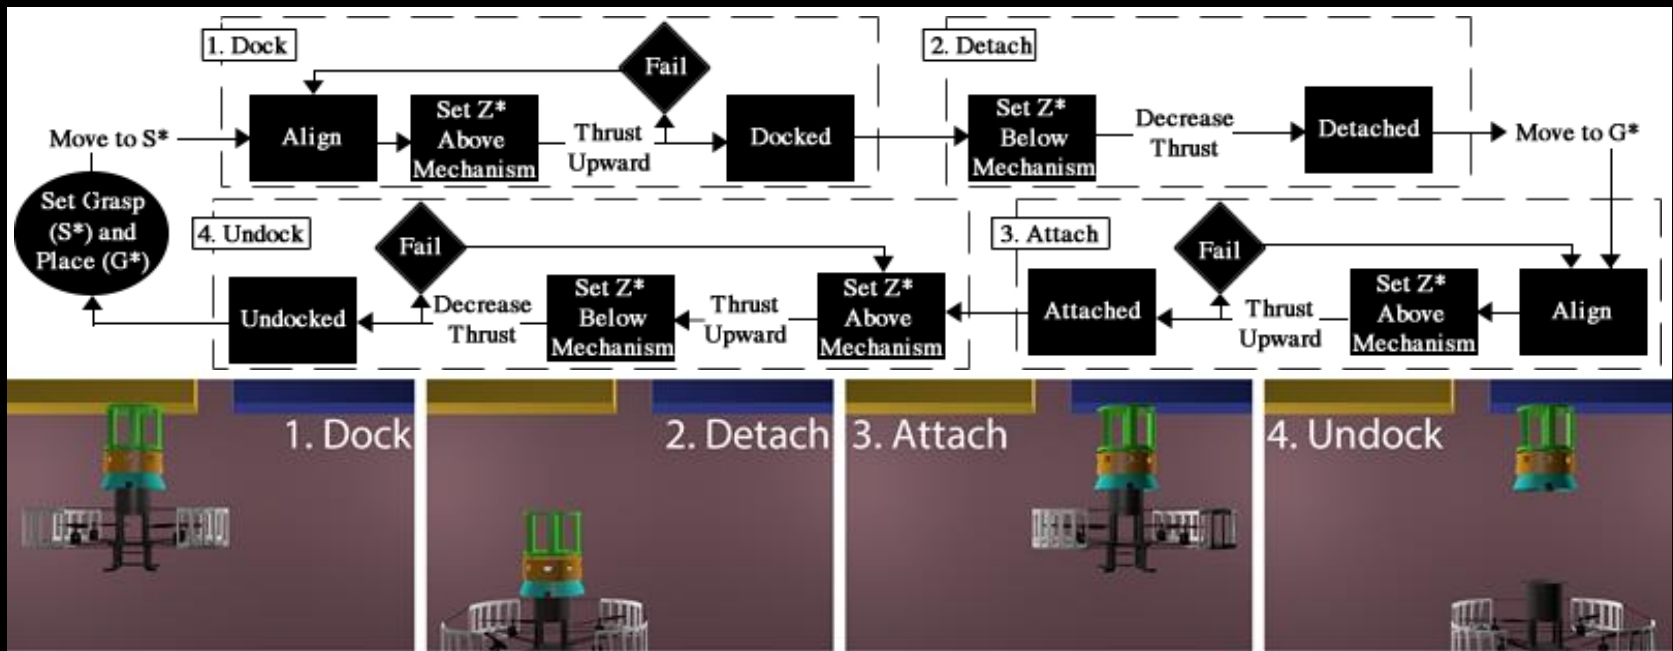 1. Dock
Fail
Move to S*
Align
Set Z*
Above
Mechanism
Thrust
Upward
Docked
2. Detach
Set Z*
Below
Mechanism
Decrease
Thrust
Detached
Move to G*
Set Grasp
(S*) and
Place (G*)
4. Undock
Fail
Undocked
Decrease
Thrust
Set Z*
Below
Mechanism
Thrust
Upward
Set Z*
Above
Mechanism
3. Attach
Fail
Attached
Thrust
Upward
Set Z*
Above
Mechanism
Align
1. Dock
2. Detach
3. Attach
4. Undock